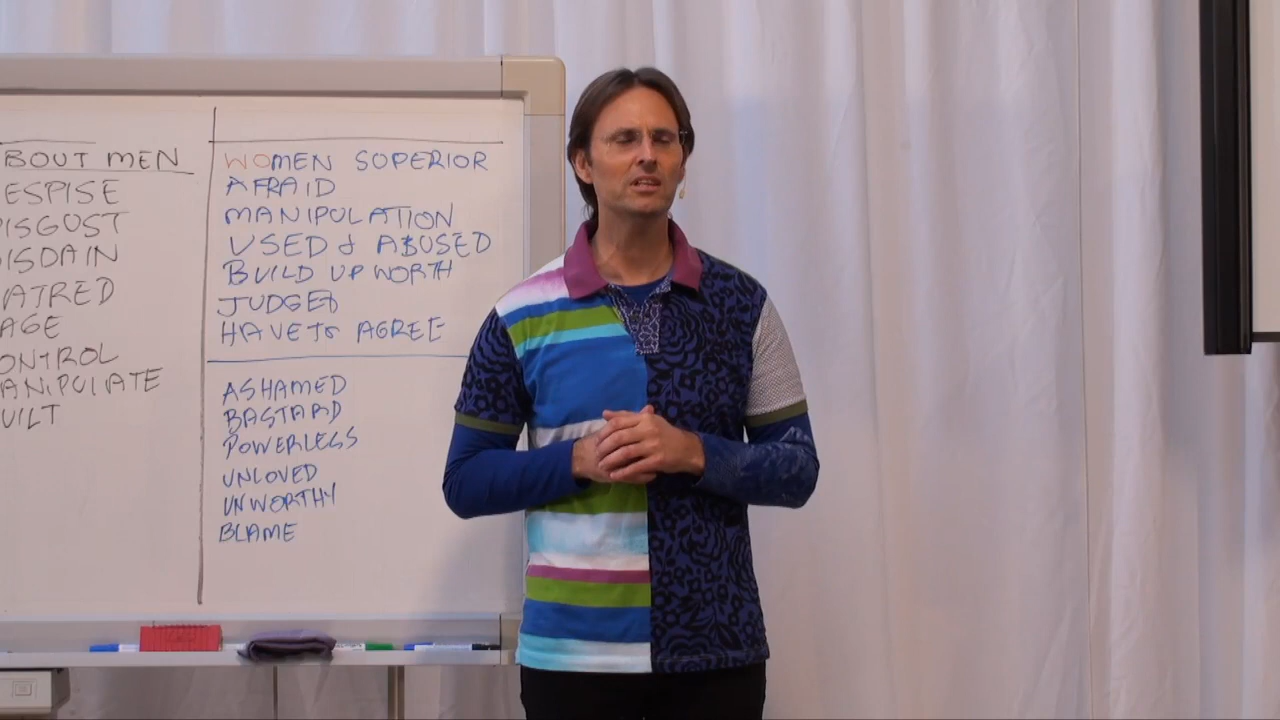 BOUT MEN
ESPISE
ISGUST
ISDAIN
ATRED
AGE
ONTROL
ANIPULATE
UILT
WOMEN SUPERIOR
AFRAID
MANIPULATION
USED & ABUSED
BUILD UP WORTH
JUDGED
HAVE TO AGREE
ASHAMED
BASTARD
POWERLESS
UNLOVED
UNWORTHY
BLAME